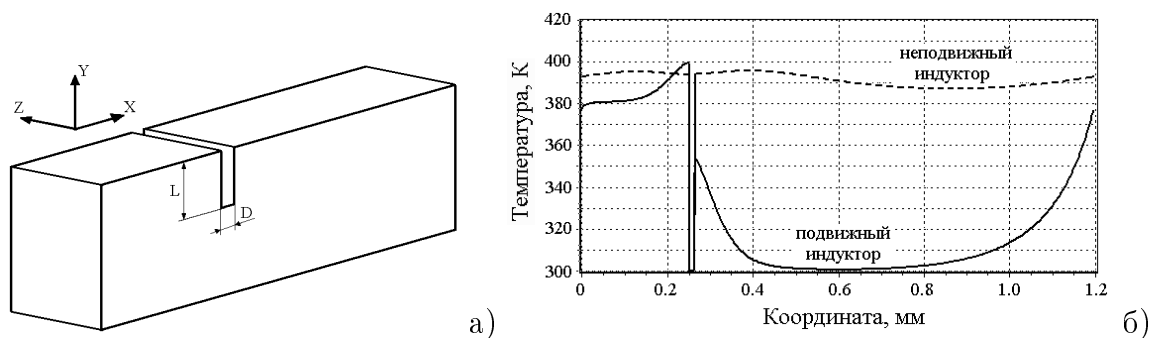 Y
Z
X
L
D
а)
420
400
380
360
340
320
300
Температура, К
неподвижный
индуктор
подвижный
индуктор
0
0.2
0.4
0.6
0.8
1.0
1.2
Координата, мм
б)